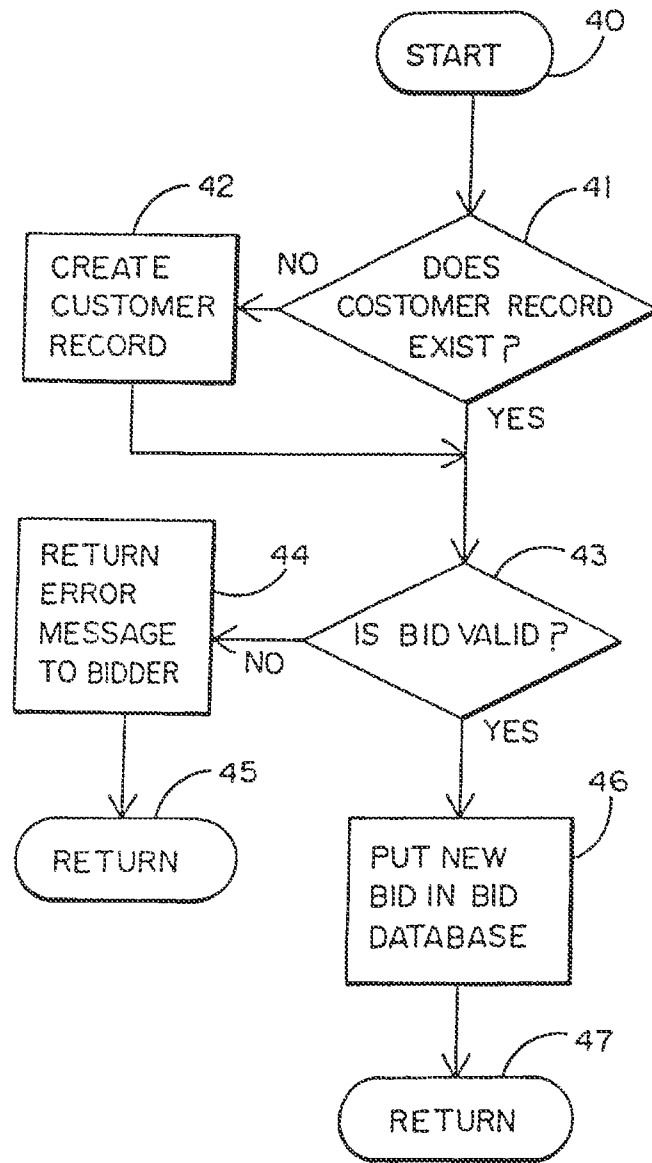 START
40
42
41
CREATE
CUSTOMER
RECORD
NO
DOES
COSTOMER RECORD
EXIST?
YES
RETURN
ERROR
MESSAGE
TO BIDDER
44
43
IS BID VALID?
NO
YES
45
RETURN
46
PUT NEW
BID IN BID
DATABASE
47
RETURN